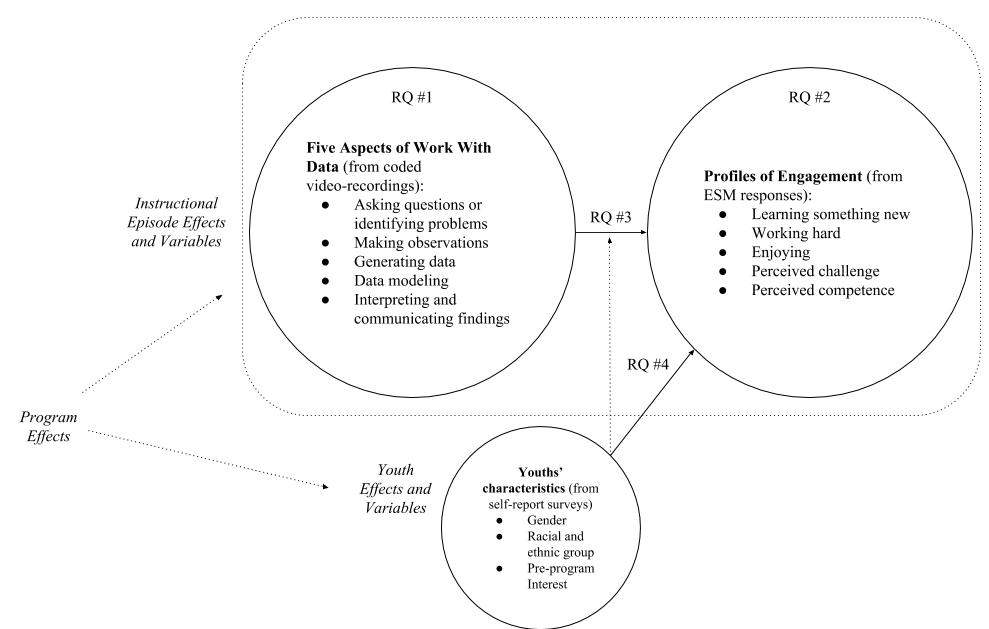 RQ #1
Five Aspects of Work With
Data (from coded
video-recordings):
● Asking questions or
identifying problems
● Making observations
● Generating data
● Data modeling
● Interpreting and
communicating findings
RQ #2
Profiles of Engagement (from
ESM responses):
● Learning something new
● Working hard
● Enjoying
● Perceived challenge
● Perceived competence
Instructional
Episode Effects
and Variables
RQ #3
RQ #4
Program
Effects
Youth
Effects and
Variables
Youths’
characteristics (from
self-report surveys)
● Gender
● Racial and
ethnic group
● Pre-program
Interest